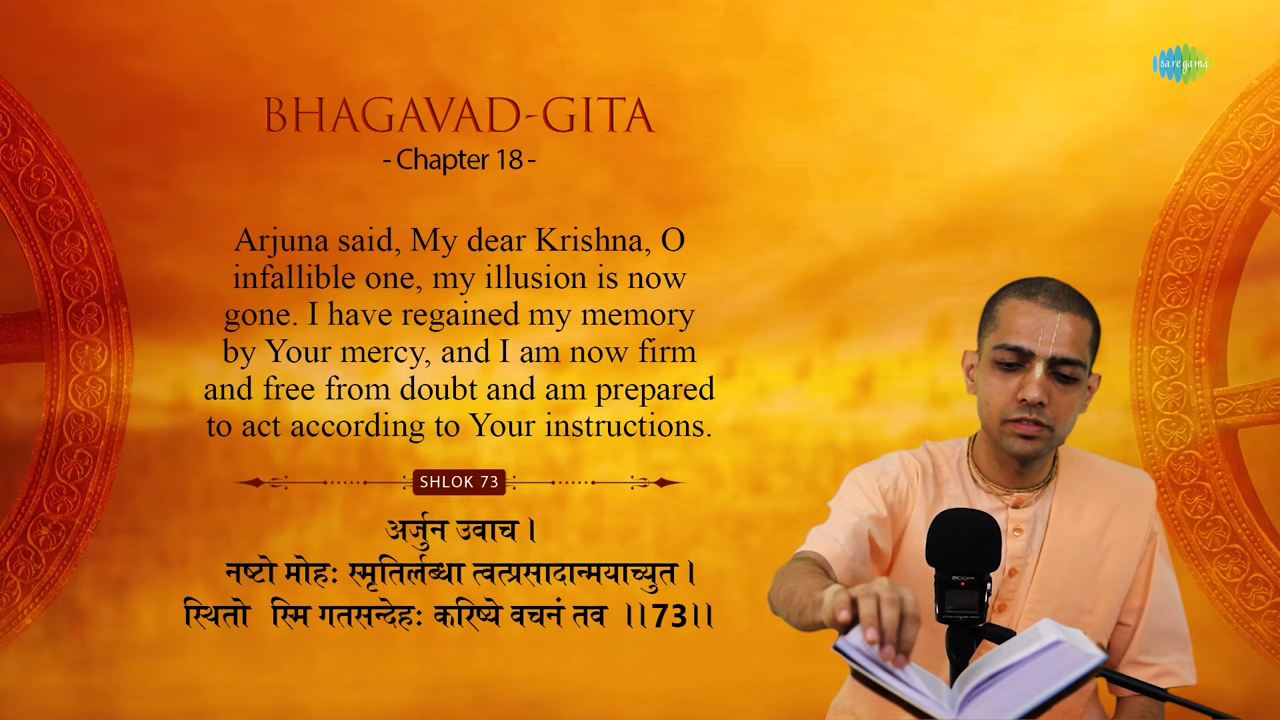 saregama
BHAGAVAD-GITA
- Chapter 18 -
Arjuna said, My dear Krishna, O
infallible one, my illusion is now
gone. I have regained my memory
by Your mercy, and I am now firm
and free from doubt and am prepared
to act according to Your instructions.
SHLOK 73
अर्जुन उवाच ।
नष्टो मोहः स्मृतिर्लब्धा त्वत्प्रसादान्मयाच्युत ।
स्थितो स्मि गतसन्देहः करिष्ये वचनं तव ।।73।।
zoom